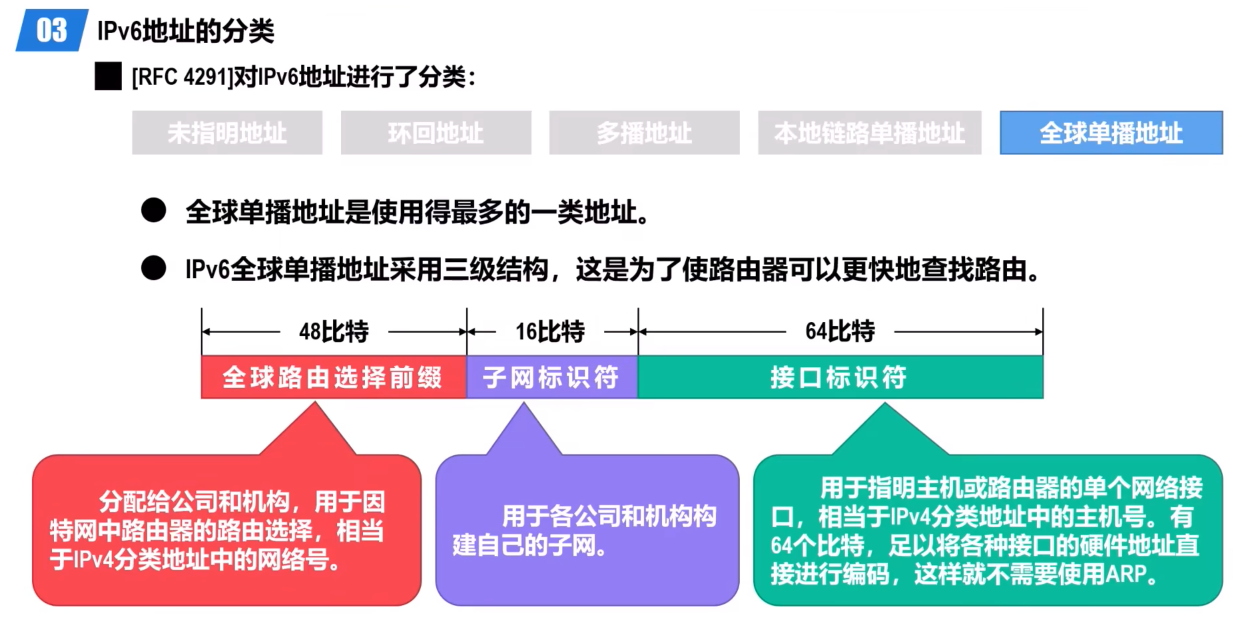 03 IPv6地址的分类
[RFC 4291]对IPv6地址进行了分类：
未指明地址 环回地址 多播地址 本地链路单播地址 全球单播地址
全球单播地址是使用得最多的一类地址。
IPv6全球单播地址采用三级结构，这是为了使路由器可以更快地查找路由。
48比特 16比特 64比特
全球路由选择前缀 子网标识符 接口标识符
分配给公司和机构，用于因
特网中路由器的路由选择，相当
于IPv4分类地址中的网络号。
用于各公司和机构构
建自己的子网。
用于指明主机或路由器的单个网络接
口，相当于IPv4分类地址中的主机号。有
64个比特，足以将各种接口的硬件地址直
接进行编码，这样就不需要使用ARP。